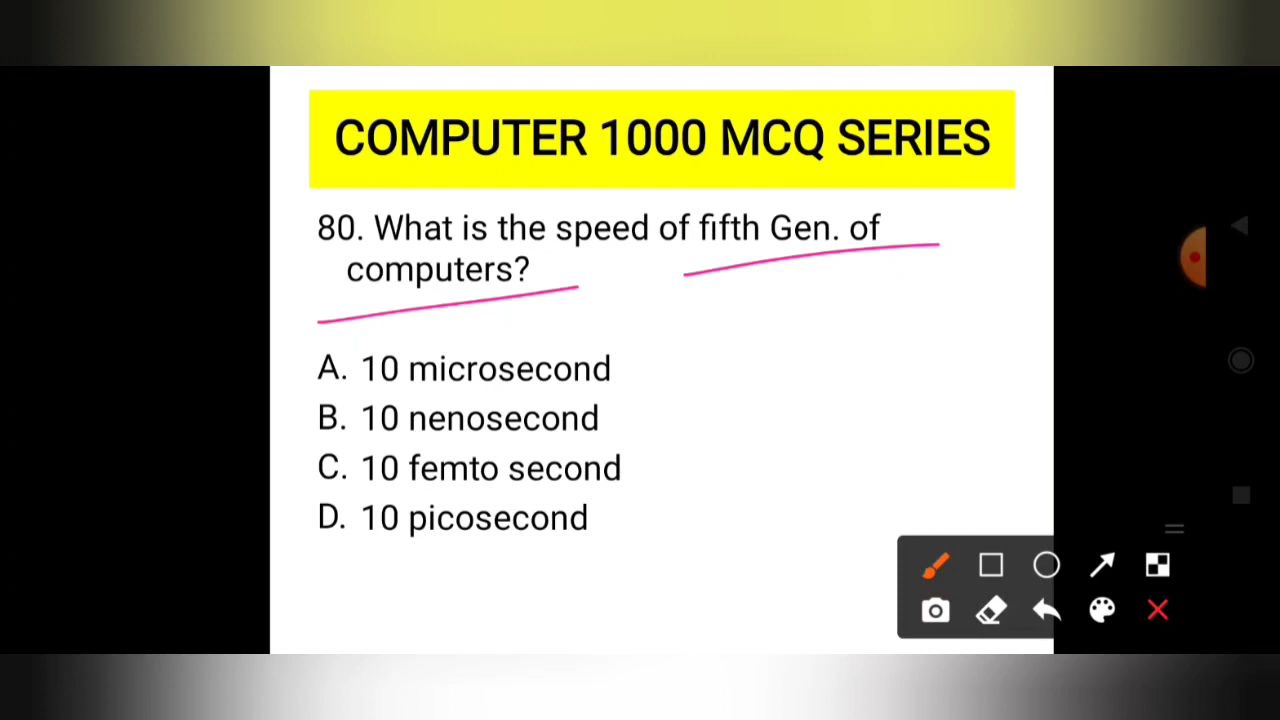 COMPUTER 1000 MCQ SERIES
80. What is the speed of fifth Gen. of
computers?
A. 10 microsecond
B. 10 nenosecond
C. 10 femto second
D. 10 picosecond